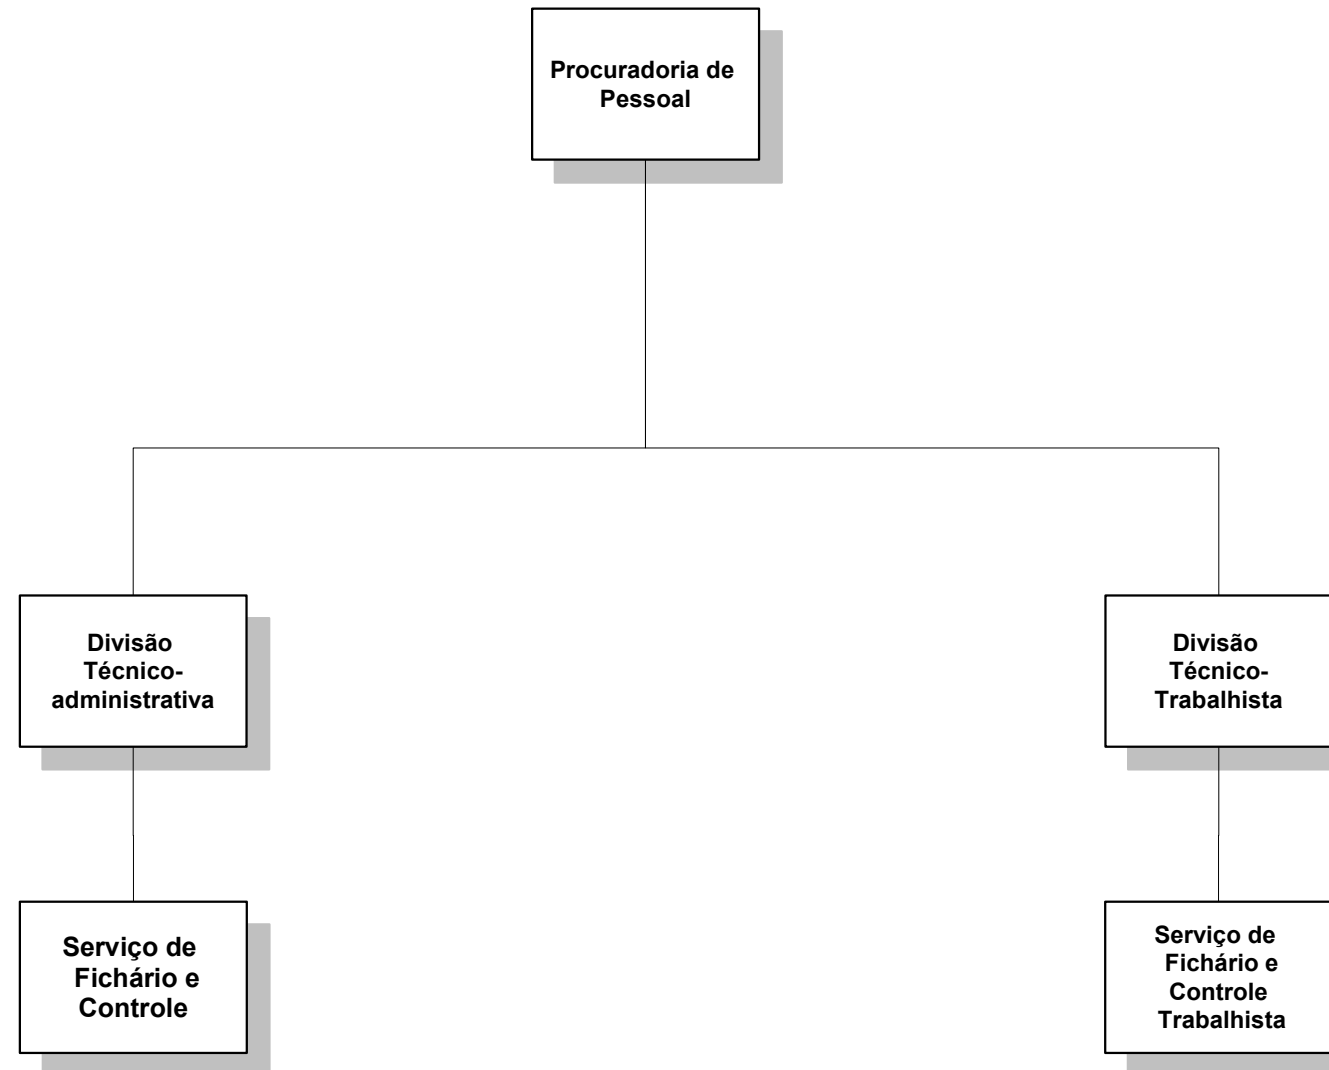 Procuradoria de
Pessoal
Divisão
Técnico-
administrativa
Divisão
Técnico-
Trabalhista
Serviço de
Fichário e
Controle
Serviço de
Fichário e
Controle
Trabalhista